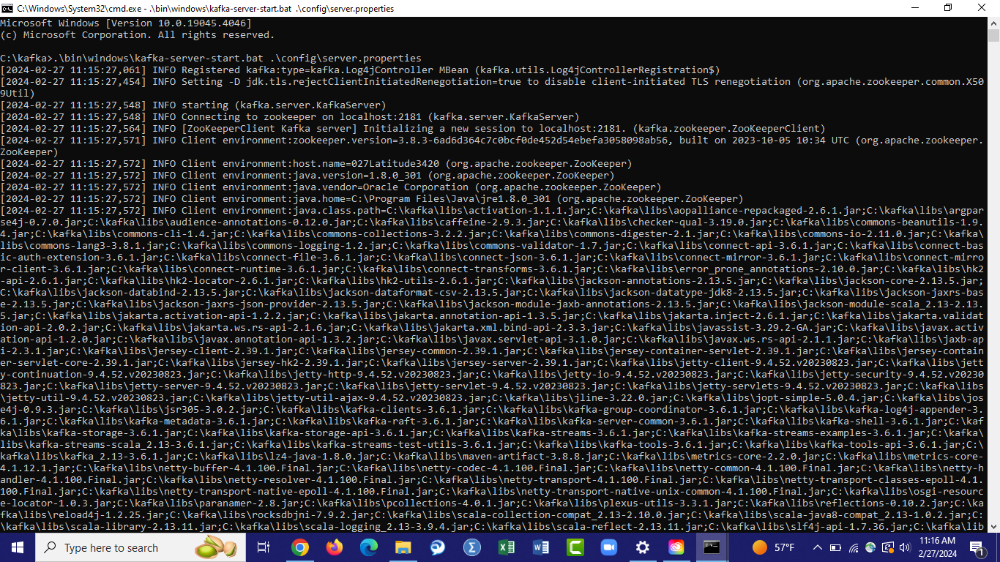 C:\Windows\System32\cmd.exe - .\bin\windows\kafka-server-start.bat .\config\server.properties
Microsoft Windows [Version 10.0.19045.4046]
(c) Microsoft Corporation. All rights reserved.
C:\kafka>.\bin\windows\kafka-server-start.bat .\config\server.properties
[2024-02-27 11:15:27,061] INFO Registered kafka:type=kafka.Log4jController MBean (kafka.utils.Log4jControllerRegistration$)
[2024-02-27 11:15:27,454] INFO Setting -D jdk.tls.rejectClientInitiatedRenegotiation=true to disable client-initiated TLS renegotiation (org.apache.zookeeper.common.X50
9Util)
[2024-02-27 11:15:27,548] INFO starting (kafka.server.KafkaServer)
[2024-02-27 11:15:27,548] INFO Connecting to zookeeper on localhost:2181 (kafka.server.KafkaServer)
[2024-02-27 11:15:27,564] INFO [ZooKeeperClient Kafka server] Initializing a new session to localhost:2181. (kafka.zookeeper.ZooKeeperClient)
[2024-02-27 11:15:27,571] INFO Client environment:zookeeper.version=3.8.3-6ad6d364c7c0bcf0de452d54ebefa3058098ab56, built on 2023-10-05 10:34 UTC (org.apache.zookeeper.
ZooKeeper)
[2024-02-27 11:15:27,572] INFO Client environment:host.name=027Latitude3420 (org.apache.zookeeper.ZooKeeper)
[2024-02-27 11:15:27,572] INFO Client environment:java.version=1.8.0_301 (org.apache.zookeeper.ZooKeeper)
[2024-02-27 11:15:27,572] INFO Client environment:java.vendor=Oracle Corporation (org.apache.zookeeper.ZooKeeper)
[2024-02-27 11:15:27,572] INFO Client environment:java.home=C:\Program Files\Java\jre1.8.0_301 (org.apache.zookeeper.ZooKeeper)
[2024-02-27 11:15:27,572] INFO Client environment:java.class.path=C:\kafka\libs\activation-1.1.1.jar;C:\kafka\libs\aopalliance-repackaged-2.6.1.jar;C:\kafka\libs\argpar
se4j-0.7.0.jar;C:\kafka\libs\audience-annotations-0.12.0.jar;C:\kafka\libs\caffeine-2.9.3.jar;C:\kafka\libs\checker-qual-3.19.0.jar;C:\kafka\libs\commons-beanutils-1.9.
4.jar;C:\kafka\libs\commons-cli-1.4.jar;C:\kafka\libs\commons-collections-3.2.2.jar;C:\kafka\libs\commons-digester-2.1.jar;C:\kafka\libs\commons-io-2.11.0.jar;C:\kafka\
libs\commons-lang3-3.8.1.jar;C:\kafka\libs\commons-logging-1.2.jar;C:\kafka\libs\commons-validator-1.7.jar;C:\kafka\libs\connect-api-3.6.1.jar;C:\kafka\libs\connect-bas
ic-auth-extension-3.6.1.jar;C:\kafka\libs\connect-file-3.6.1.jar;C:\kafka\libs\connect-json-3.6.1.jar;C:\kafka\libs\connect-mirror-3.6.1.jar;C:\kafka\libs\connect-mirro
r-client-3.6.1.jar;C:\kafka\libs\connect-runtime-3.6.1.jar;C:\kafka\libs\connect-transforms-3.6.1.jar;C:\kafka\libs\error_prone_annotations-2.10.0.jar;C:\kafka\libs\hk2
-api-2.6.1.jar;C:\kafka\libs\hk2-locator-2.6.1.jar;C:\kafka\libs\hk2-utils-2.6.1.jar;C:\kafka\libs\jackson-annotations-2.13.5.jar;C:\kafka\libs\jackson-core-2.13.5.jar;
C:\kafka\libs\jackson-databind-2.13.5.jar;C:\kafka\libs\jackson-dataformat-csv-2.13.5.jar;C:\kafka\libs\jackson-datatype-jdk8-2.13.5.jar;C:\kafka\libs\jackson-jaxrs-bas
e-2.13.5.jar;C:\kafka\libs\jackson-jaxrs-json-provider-2.13.5.jar;C:\kafka\libs\jackson-module-jaxb-annotations-2.13.5.jar;C:\kafka\libs\jackson-module-scala_2.13-2.13.
5.jar;C:\kafka\libs\jakarta.activation-api-1.2.2.jar;C:\kafka\libs\jakarta.annotation-api-1.3.5.jar;C:\kafka\libs\jakarta.inject-2.6.1.jar;C:\kafka\libs\jakarta.validat
ion-api-2.0.2.jar;C:\kafka\libs\jakarta.ws.rs-api-2.1.6.jar;C:\kafka\libs\jakarta.xml.bind-api-2.3.3.jar;C:\kafka\libs\javassist-3.29.2-GA.jar;C:\kafka\libs\javax.activ
ation-api-1.2.0.jar;C:\kafka\libs\javax.annotation-api-1.3.2.jar;C:\kafka\libs\javax.servlet-api-3.1.0.jar;C:\kafka\libs\javax.ws.rs-api-2.1.1.jar;C:\kafka\libs\jaxb-ap
i-2.3.1.jar;C:\kafka\libs\jersey-client-2.39.1.jar;C:\kafka\libs\jersey-common-2.39.1.jar;C:\kafka\libs\jersey-container-servlet-2.39.1.jar;C:\kafka\libs\jersey-contain
er-servlet-core-2.39.1.jar;C:\kafka\libs\jersey-hk2-2.39.1.jar;C:\kafka\libs\jersey-server-2.39.1.jar;C:\kafka\libs\jetty-client-9.4.52.v20230823.jar;C:\kafka\libs\jett
y-continuation-9.4.52.v20230823.jar;C:\kafka\libs\jetty-http-9.4.52.v20230823.jar;C:\kafka\libs\jetty-io-9.4.52.v20230823.jar;C:\kafka\libs\jetty-security-9.4.52.v20230
823.jar;C:\kafka\libs\jetty-server-9.4.52.v20230823.jar;C:\kafka\libs\jetty-servlet-9.4.52.v20230823.jar;C:\kafka\libs\jetty-servlets-9.4.52.v20230823.jar;C:\kafka\libs
\jetty-util-9.4.52.v20230823.jar;C:\kafka\libs\jetty-util-ajax-9.4.52.v20230823.jar;C:\kafka\libs\jline-3.22.0.jar;C:\kafka\libs\jopt-simple-5.0.4.jar;C:\kafka\libs\jos
e4j-0.9.3.jar;C:\kafka\libs\jsr305-3.0.2.jar;C:\kafka\libs\kafka-clients-3.6.1.jar;C:\kafka\libs\kafka-group-coordinator-3.6.1.jar;C:\kafka\libs\kafka-log4j-appender-3.
6.1.jar;C:\kafka\libs\kafka-metadata-3.6.1.jar;C:\kafka\libs\kafka-raft-3.6.1.jar;C:\kafka\libs\kafka-server-common-3.6.1.jar;C:\kafka\libs\kafka-shell-3.6.1.jar;C:\kaf
ka\libs\kafka-storage-3.6.1.jar;C:\kafka\libs\kafka-storage-api-3.6.1.jar;C:\kafka\libs\kafka-streams-3.6.1.jar;C:\kafka\libs\kafka-streams-examples-3.6.1.jar;C:\kafka\
libs\kafka-streams-scala_2.13-3.6.1.jar;C:\kafka\libs\kafka-streams-test-utils-3.6.1.jar;C:\kafka\libs\kafka-tools-3.6.1.jar;C:\kafka\libs\kafka-tools-api-3.6.1.jar;C:\
kafka\libs\kafka_2.13-3.6.1.jar;C:\kafka\libs\lz4-java-1.8.0.jar;C:\kafka\libs\maven-artifact-3.8.8.jar;C:\kafka\libs\metrics-core-2.2.0.jar;C:\kafka\libs\metrics-core-
4.1.12.1.jar;C:\kafka\libs\netty-buffer-4.1.100.Final.jar;C:\kafka\libs\netty-codec-4.1.100.Final.jar;C:\kafka\libs\netty-common-4.1.100.Final.jar;C:\kafka\libs\netty-h
andler-4.1.100.Final.jar;C:\kafka\libs\netty-resolver-4.1.100.Final.jar;C:\kafka\libs\netty-transport-4.1.100.Final.jar;C:\kafka\libs\netty-transport-classes-epoll-4.1.
100.Final.jar;C:\kafka\libs\netty-transport-native-epoll-4.1.100.Final.jar;C:\kafka\libs\netty-transport-native-unix-common-4.1.100.Final.jar;C:\kafka\libs\osgi-resourc
e-locator-1.0.3.jar;C:\kafka\libs\paranamer-2.8.jar;C:\kafka\libs\pcollections-4.0.1.jar;C:\kafka\libs\plexus-utils-3.3.1.jar;C:\kafka\libs\reflections-0.10.2.jar;C:\ka
fka\libs\reload4j-1.2.25.jar;C:\kafka\libs\rocksdbjni-7.9.2.jar;C:\kafka\libs\scala-collection-compat_2.13-2.10.0.jar;C:\kafka\libs\scala-java8-compat_2.13-1.0.2.jar;C:
\kafka\libs\scala-library-2.13.11.jar;C:\kafka\libs\scala-logging_2.13-3.9.4.jar;C:\kafka\libs\scala-reflect-2.13.11.jar;C:\kafka\libs\slf4j-api-1.7.36.jar;C:\kafka\lib
Type here to search
57°F
11:16 AM
2/27/2024
1